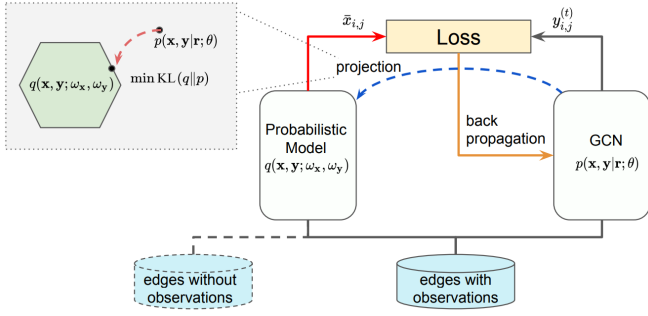 p(x, y|r; θ)
q(x, y; ω_x, ω_y)
min KL (q||p)
x̄_{i,j}
Loss
y_{i,j}^{(t)}
projection
Probabilistic
Model
q(x, y; ω_x, ω_y)
back
propagation
GCN
p(x, y|r; θ)
edges without
observations
edges with
observations